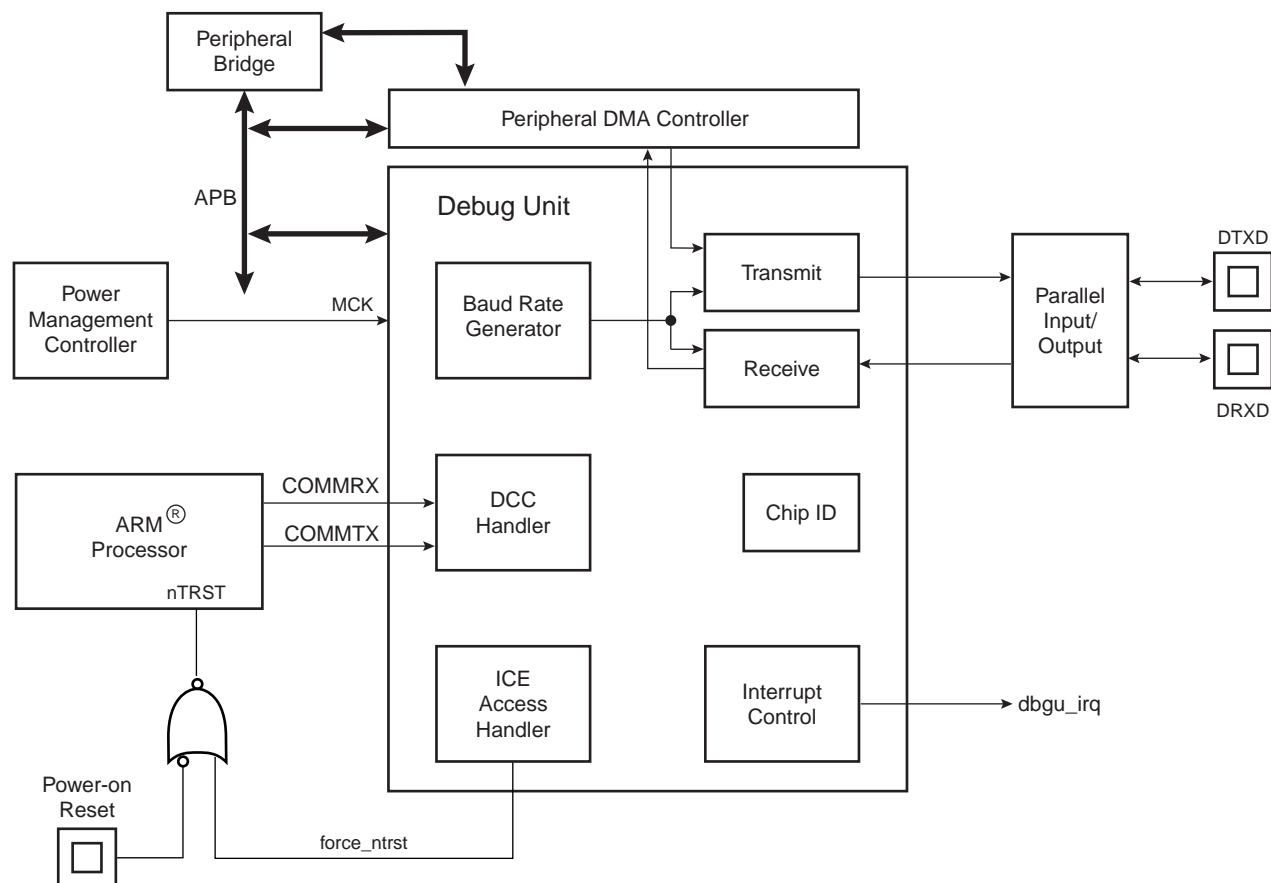 Peripheral
Bridge
Peripheral DMA Controller
APB
Debug Unit
DTXD
Transmit
Power
Management
Controller
MCK
Baud Rate
Generator
Parallel
Input/
Output
Receive
DRXD
COMMRX
ARM®
Processor
COMMTX
DCC
Handler
Chip ID
nTRST
ICE
Access
Handler
Interrupt
Control
dbgu_irq
Power-on
Reset
force_ntrst